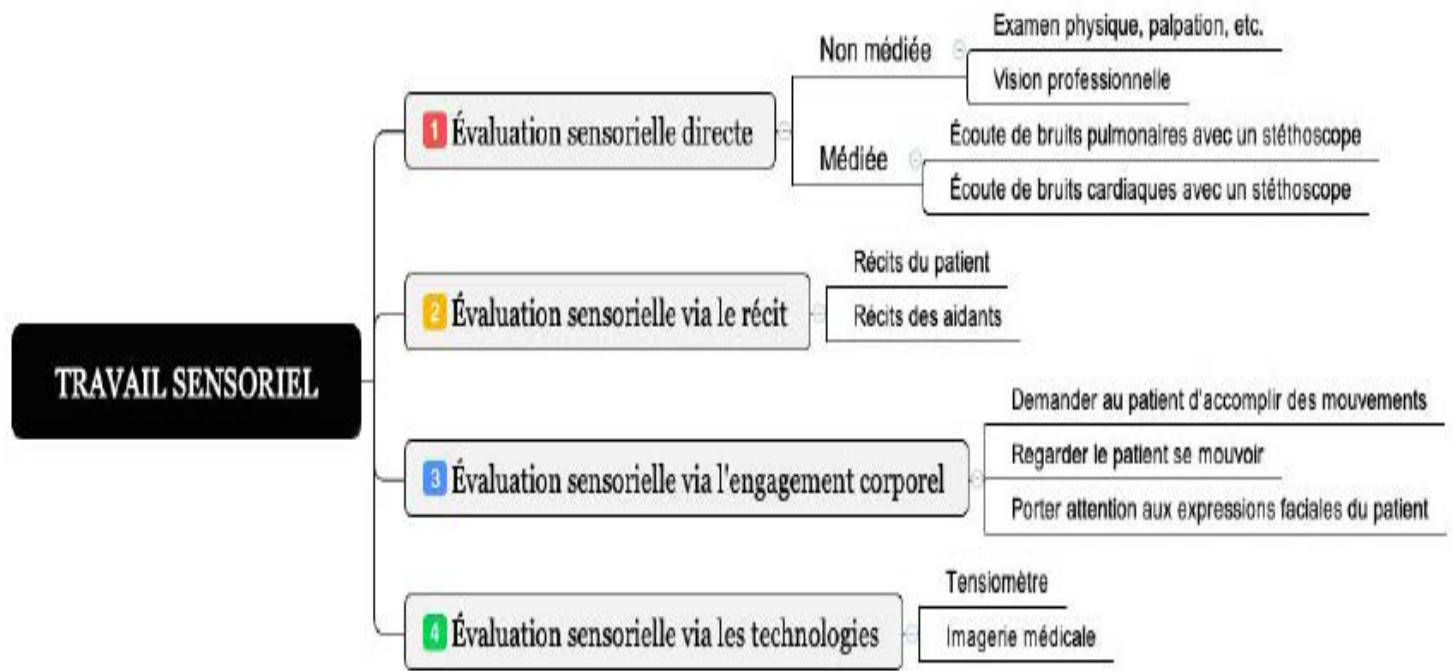 TRAVAIL SENSORIEL
1 Évaluation sensorielle directe
Non médiée
Examen physique, palpation, etc.
Vision professionnelle
Médiée
Écoute de bruits pulmonaires avec un stéthoscope
Écoute de bruits cardiaques avec un stéthoscope
2 Évaluation sensorielle via le récit
Récits du patient
Récits des aidants
3 Évaluation sensorielle via l'engagement corporel
Demander au patient d'accomplir des mouvements
Regarder le patient se mouvoir
Porter attention aux expressions faciales du patient
4 Évaluation sensorielle via les technologies
Tensiomètre
Imagerie médicale